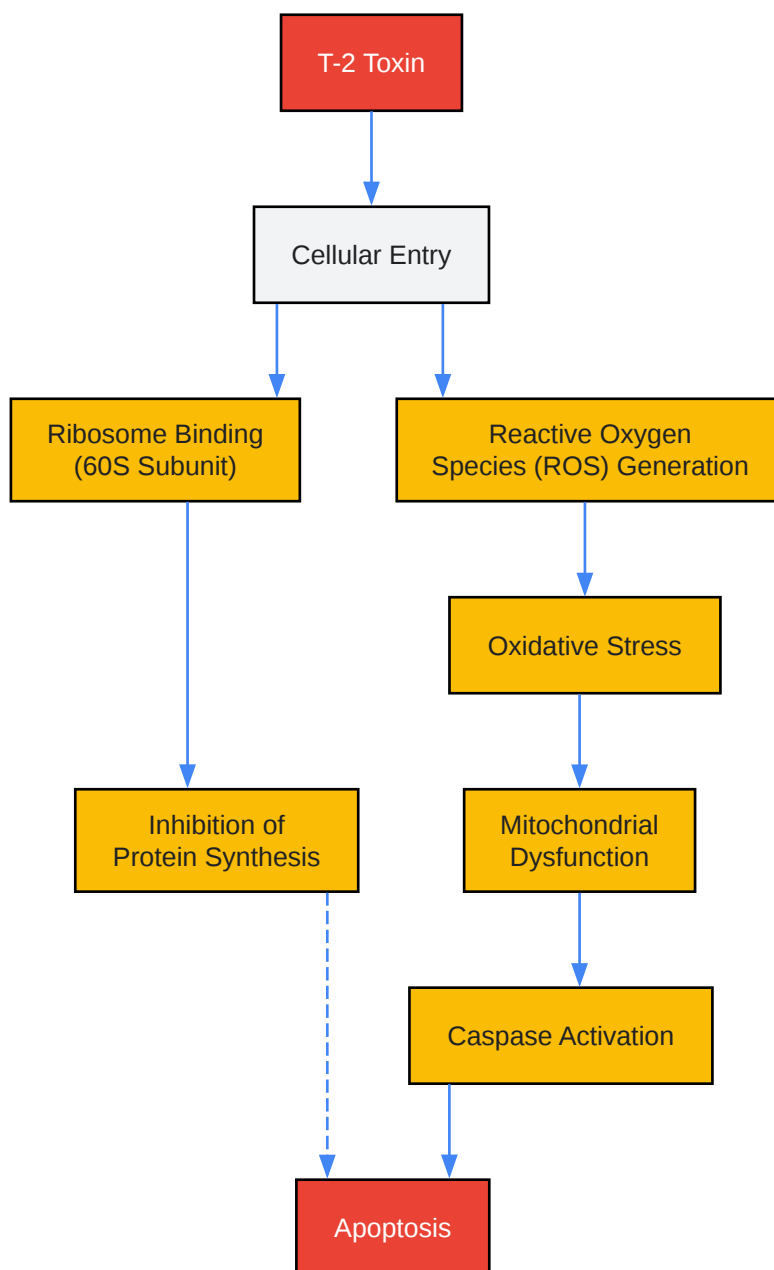 T-2 Toxin
Cellular Entry
Ribosome Binding
(60S Subunit)
Reactive Oxygen
Species (ROS) Generation
Oxidative Stress
Inhibition of
Protein Synthesis
Mitochondrial
Dysfunction
Caspase Activation
Apoptosis